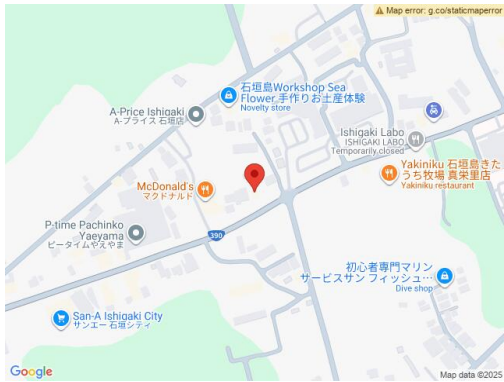 Map error: g.co/staticmaperror
石垣島Workshop Sea
Flower 手作りお土産体験
Novelty store
A-Price Ishigaki
A-プライス 石垣店
Ishigaki Labo
ISHIGAKI LABO
Temporarily closed
Yakiniku 石垣島きた
うち牧場 真栄里店
Yakiniku restaurant
McDonald's
マクドナルド
P-time Pachinko
Yaeyama
ピータイムやえやま
390
初心者専門マリン
サービスサン フィッシュ…
Dive shop
San-A Ishigaki City
サンエー 石垣シティ
Google
Map data ©2025